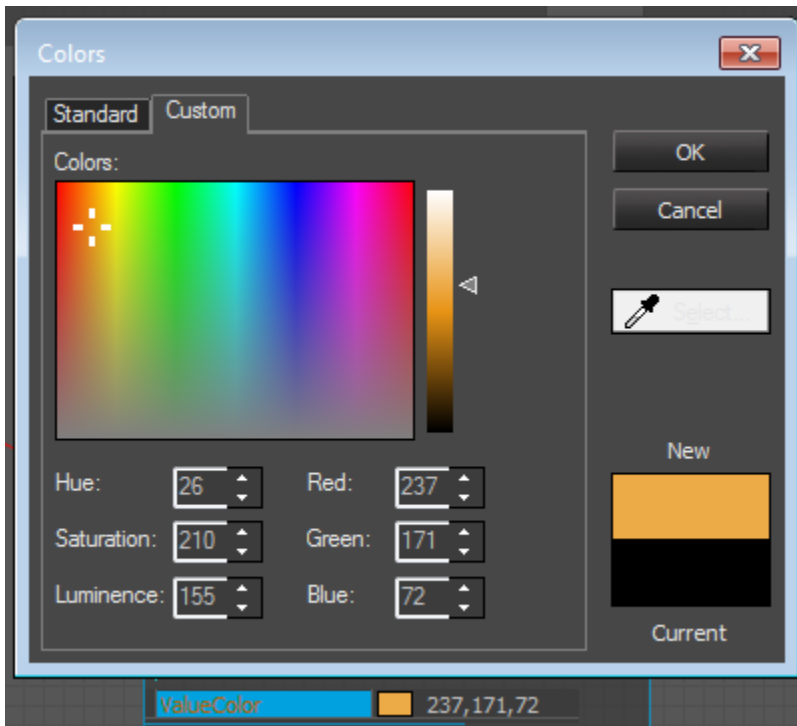 Colors
Standard Custom
Colors:
OK
Cancel
Select...
Hue: 26 Red: 237
Saturation: 210 Green: 171
Luminence: 155 Blue: 72
New
Current
ValueColor 237,171,72